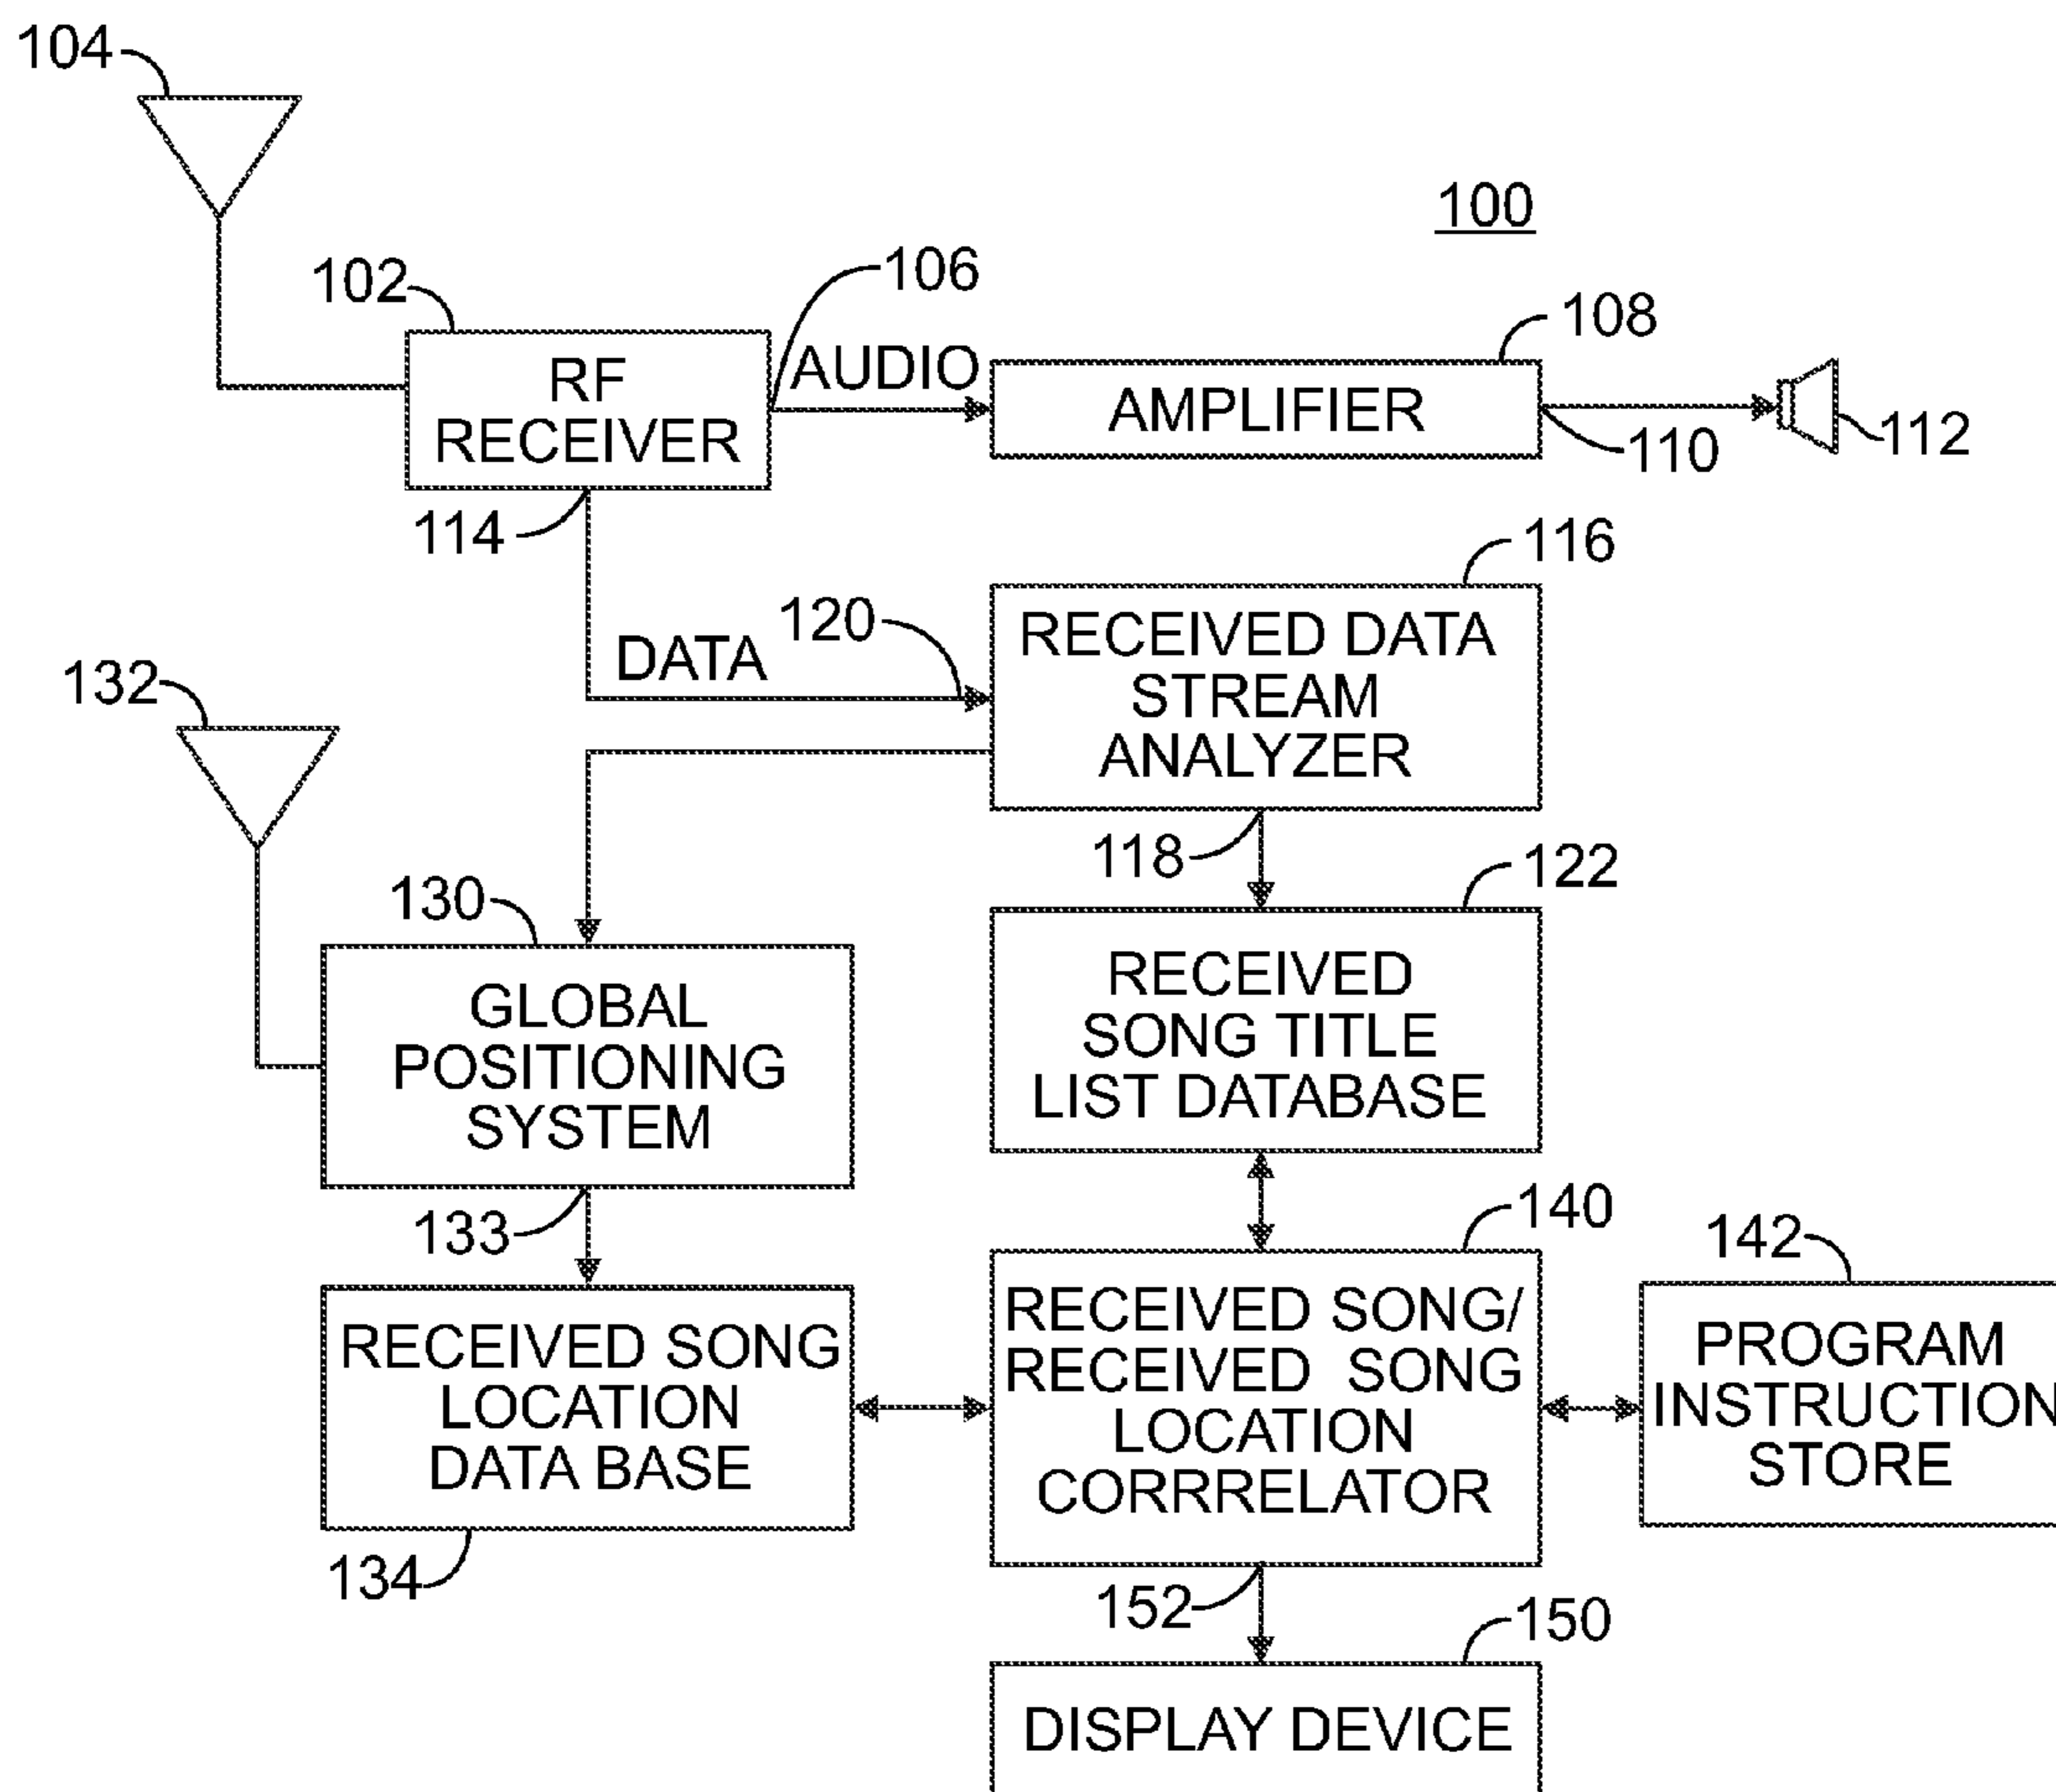 104
100
102
106
108
RF
RECEIVER
AUDIO
AMPLIFIER
110
112
114
116
120
DATA
RECEIVED DATA
STREAM
ANALYZER
132
118
122
130
GLOBAL
POSITIONING
SYSTEM
RECEIVED
SONG TITLE
LIST DATABASE
133
140
142
RECEIVED SONG
LOCATION
DATA BASE
RECEIVED SONG/
RECEIVED SONG
LOCATION
CORRRELATOR
PROGRAM
INSTRUCTION
STORE
134
152
150
DISPLAY DEVICE